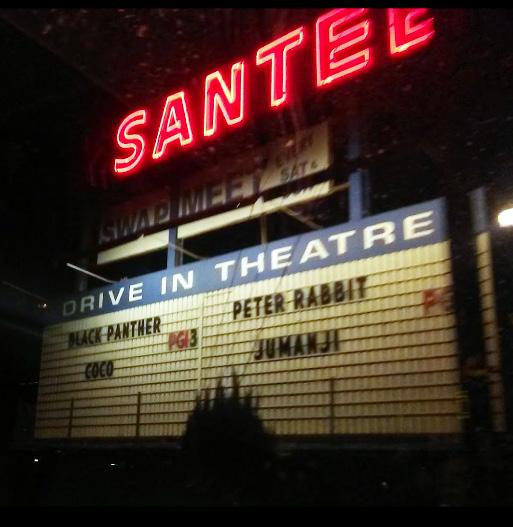 SANTEE
SWAP MEET
EVERY
SAT &
DRIVE IN THEATRE
BLACK PANTHER
PG13
COCO
PETER RABBIT
PG
JUMANJI